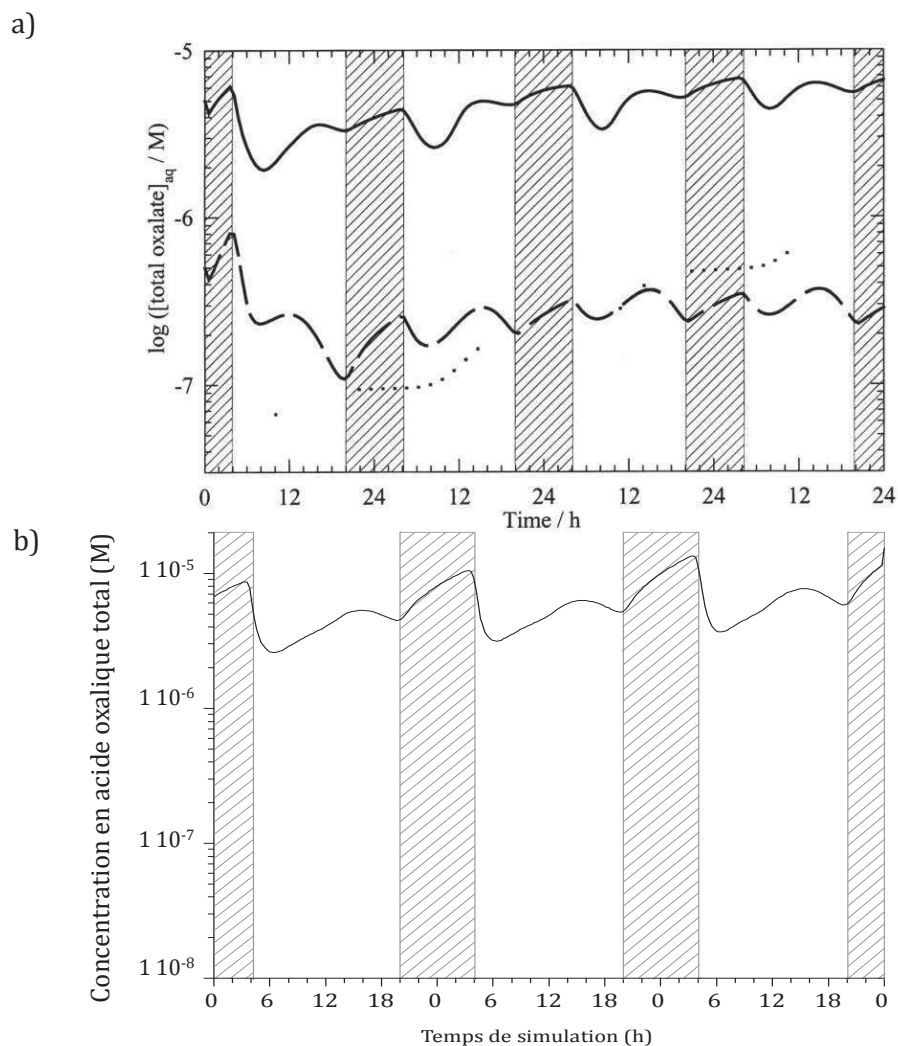 a)
-5
-6
-7
log ([total oxalate]aq / M)
0 12 24 12 24 12 24 12 24
Time / h
b)
Concentration en acide oxalique total (M)
1 10-5
1 10-6
1 10-7
1 10-8
0 6 12 18 0 6 12 18 0 6 12 18 0
Temps de simulation (h)